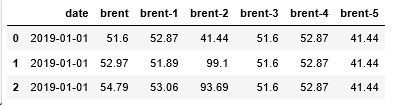 date brent brent-1 brent-2 brent-3 brent-4 brent-5
0 2019-01-01 51.6 52.87 41.44 51.6 52.87 41.44
1 2019-01-01 52.97 51.89 99.1 51.6 52.87 41.44
2 2019-01-01 54.79 53.06 93.69 51.6 52.87 41.44